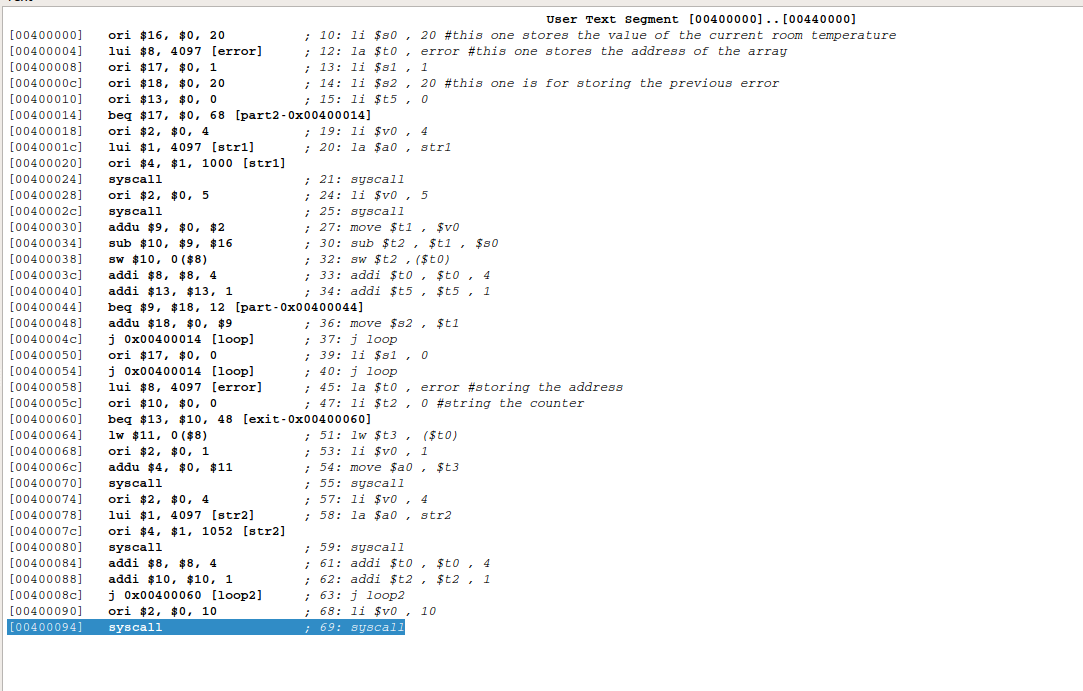 User Text Segment [00400000]..[00440000]
[00400000] ori $16, $0, 20 ; 10: li $s0 , 20 #this one stores the value of the current room temperature
[00400004] lui $8, 4097 [error] ; 12: la $t0 , error #this one stores the address of the array
[00400008] ori $17, $0, 1 ; 13: li $s1 , 1
[0040000c] ori $18, $0, 20 ; 14: li $s2 , 20 #this one is for storing the previous error
[00400010] ori $13, $0, 0 ; 15: li $t5 , 0
[00400014] beq $17, $0, 68 [part2-0x00400014]
[00400018] ori $2, $0, 4 ; 19: li $v0 , 4
[0040001c] lui $1, 4097 [str1] ; 20: la $a0 , str1
[00400020] ori $4, $1, 1000 [str1]
[00400024] syscall ; 21: syscall
[00400028] ori $2, $0, 5 ; 24: li $v0 , 5
[0040002c] syscall ; 25: syscall
[00400030] addu $9, $0, $2 ; 27: move $t1 , $v0
[00400034] sub $10, $9, $16 ; 30: sub $t2 , $t1 , $s0
[00400038] sw $10, 0($8) ; 32: sw $t2 ,($t0)
[0040003c] addi $8, $8, 4 ; 33: addi $t0 , $t0 , 4
[00400040] addi $13, $13, 1 ; 34: addi $t5 , $t5 , 1
[00400044] beq $9, $18, 12 [part-0x00400044]
[00400048] addu $18, $0, $9 ; 36: move $s2 , $t1
[0040004c] j 0x00400014 [loop] ; 37: j loop
[00400050] ori $17, $0, 0 ; 39: li $s1 , 0
[00400054] j 0x00400014 [loop] ; 40: j loop
[00400058] lui $8, 4097 [error] ; 45: la $t0 , error #storing the address
[0040005c] ori $10, $0, 0 ; 47: li $t2 , 0 #string the counter
[00400060] beq $13, $10, 48 [exit-0x00400060]
[00400064] lw $11, 0($8) ; 51: lw $t3 , ($t0)
[00400068] ori $2, $0, 1 ; 53: li $v0 , 1
[0040006c] addu $4, $0, $11 ; 54: move $a0 , $t3
[00400070] syscall ; 55: syscall
[00400074] ori $2, $0, 4 ; 57: li $v0 , 4
[00400078] lui $1, 4097 [str2] ; 58: la $a0 , str2
[0040007c] ori $4, $1, 1052 [str2]
[00400080] syscall ; 59: syscall
[00400084] addi $8, $8, 4 ; 61: addi $t0 , $t0 , 4
[00400088] addi $10, $10, 1 ; 62: addi $t2 , $t2 , 1
[0040008c] j 0x00400060 [loop2] ; 63: j loop2
[00400090] ori $2, $0, 10 ; 68: li $v0 , 10
[00400094] syscall ; 69: syscall